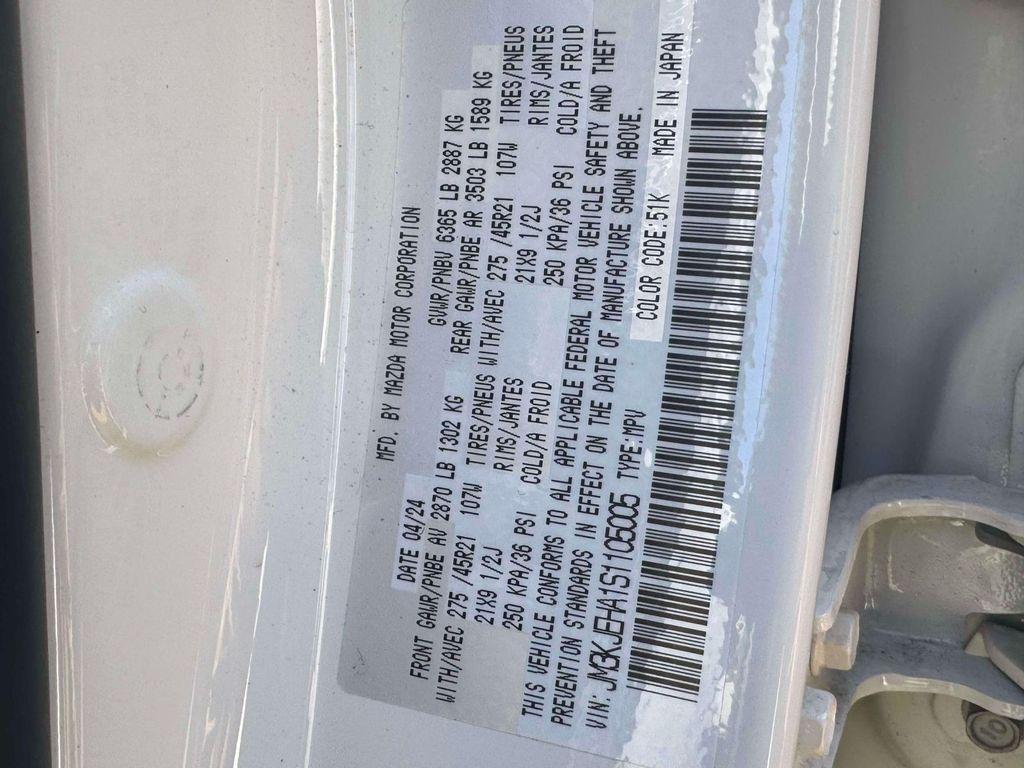 MFD. BY MAZDA MOTOR CORPORATION
DATE 04/24 GVWR/PNBV 6365 LB 2887 KG
FRONT GAWR/PNBE AV 2870 LB 1302 KG REAR GAWR/PNBE AR 3503 LB 1589 KG
WITH/AVEC 275 /45R21 107W TIRES/PNEUS WITH/AVEC 275 /45R21 107W TIRES/PNEUS
21X9 1/2J RIMS/JANTES 21X9 1/2J RIMS/JANTES
250 KPA/36 PSI COLD/A FROID 250 KPA/36 PSI COLD/A FROID
THIS VEHICLE CONFORMS TO ALL APPLICABLE FEDERAL MOTOR VEHICLE SAFETY AND THEFT
PREVENTION STANDARDS IN EFFECT ON THE DATE OF MANUFACTURE SHOWN ABOVE.
VIN: JM3KJEHA1S1105005 TYPE:MPV COLOR CODE:51K MADE IN JAPAN
10